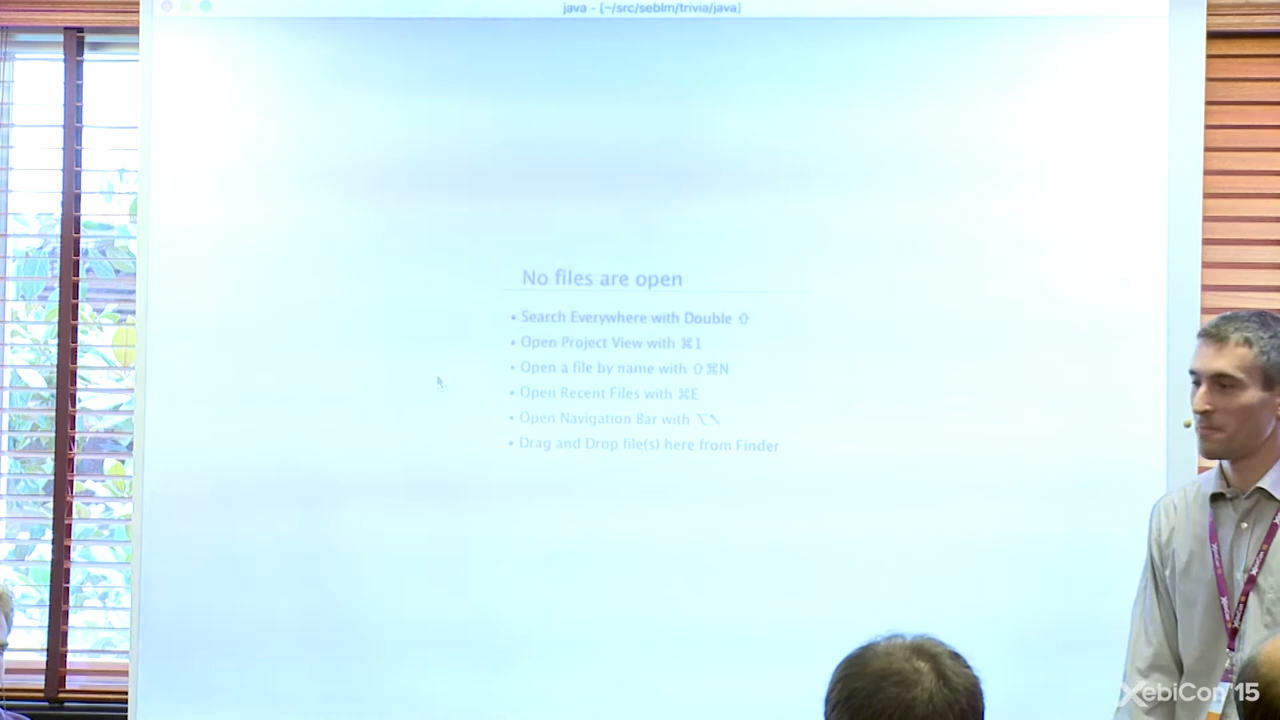 java - [~/src/seblm/trivia/java]
No files are open
• Search Everywhere with Double ⇧
• Open Project View with ⌘1
• Open a file by name with ⇧⌘N
• Open Recent Files with ⌘E
• Open Navigation Bar with ⌥↖
• Drag and Drop file(s) here from Finder
XebiCon'15